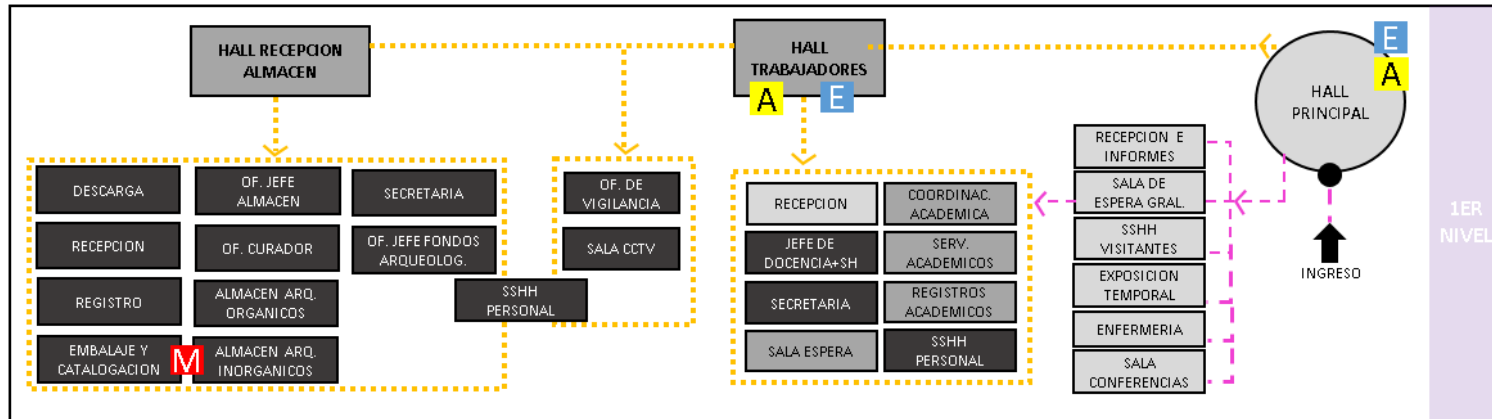 HALL RECEPCION
ALMACEN
HALL
TRABAJADORES
A
E
E
A
HALL
PRINCIPAL
INGRESO
1ER
NIVEL
DESCARGA
RECEPCION
REGISTRO
EMBALAJE Y
CATALOGACION
M
OF. JEFE
ALMACEN
OF. CURADOR
ALMACEN ARQ.
ORGANICOS
ALMACEN ARQ.
INORGANICOS
SECRETARIA
OF. JEFE FONDOS
ARQUEOLOG.
SSHH
PERSONAL
OF. DE
VIGILANCIA
SALA CCTV
RECEPCION
JEFE DE
DOCENCIA+SH
SECRETARIA
SALA ESPERA
COORDINAC.
ACADEMICA
SERV.
ACADEMICOS
REGISTROS
ACADEMICOS
SSHH
PERSONAL
RECEPCION E
INFORMES
SALA DE
ESPERA GRAL.
SSHH
VISITANTES
EXPOSICION
TEMPORAL
ENFERMERIA
SALA
CONFERENCIAS